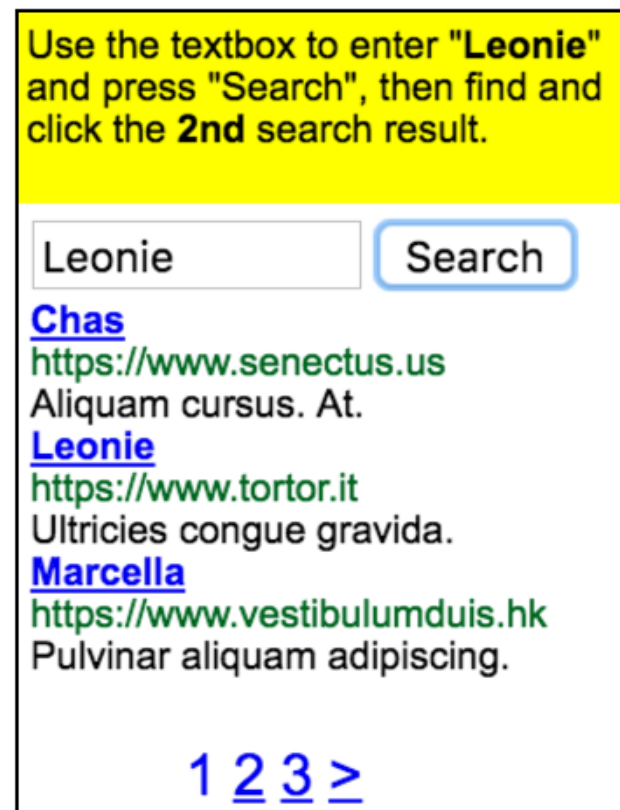 Use the textbox to enter "Leonie"
and press "Search", then find and
click the 2nd search result.
Leonie Search
Chas
https://www.senectus.us
Aliquam cursus. At.
Leonie
https://www.tortor.it
Ultricies congue gravida.
Marcella
https://www.vestibulumduis.hk
Pulvinar aliquam adipiscing.
1 2 3 >